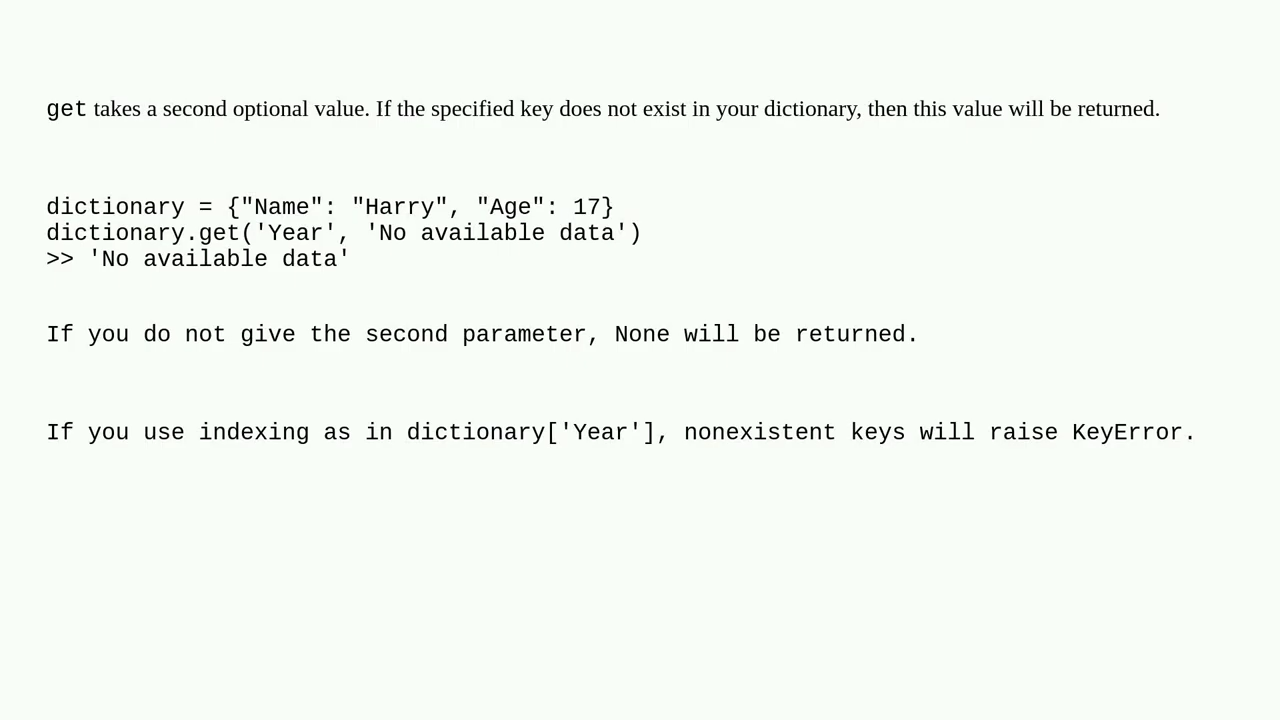 get takes a second optional value. If the specified key does not exist in your dictionary, then this value will be returned.
dictionary = {"Name": "Harry", "Age": 17}
dictionary.get('Year', 'No available data')
>> 'No available data'
If you do not give the second parameter, None will be returned.
If you use indexing as in dictionary['Year'], nonexistent keys will raise KeyError.